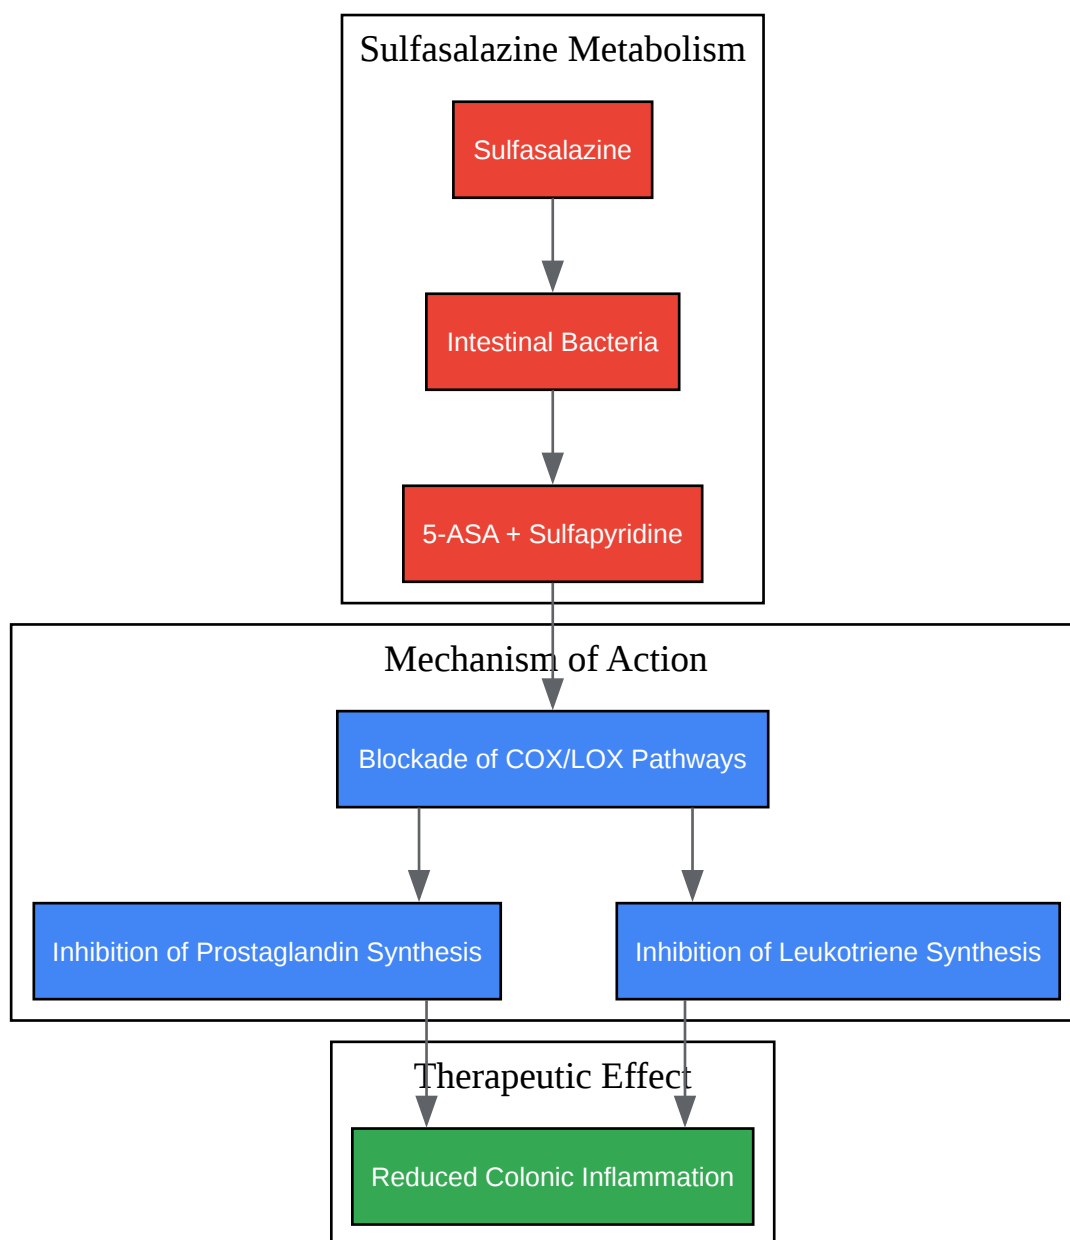 Sulfasalazine Metabolism
Sulfasalazine
Intestinal Bacteria
5-ASA + Sulfapyridine
Mechanism of Action
Blockade of COX/LOX Pathways
Inhibition of Prostaglandin Synthesis
Inhibition of Leukotriene Synthesis
Therapeutic Effect
Reduced Colonic Inflammation